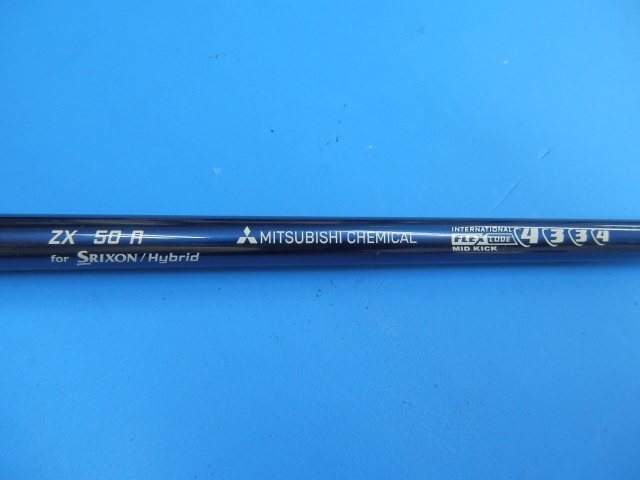 ZX 50 R
for SRIXON/Hybrid
MITSUBISHI CHEMICAL
INTERNATIONAL
FLEX CODE 4 3 3 4
MID KICK